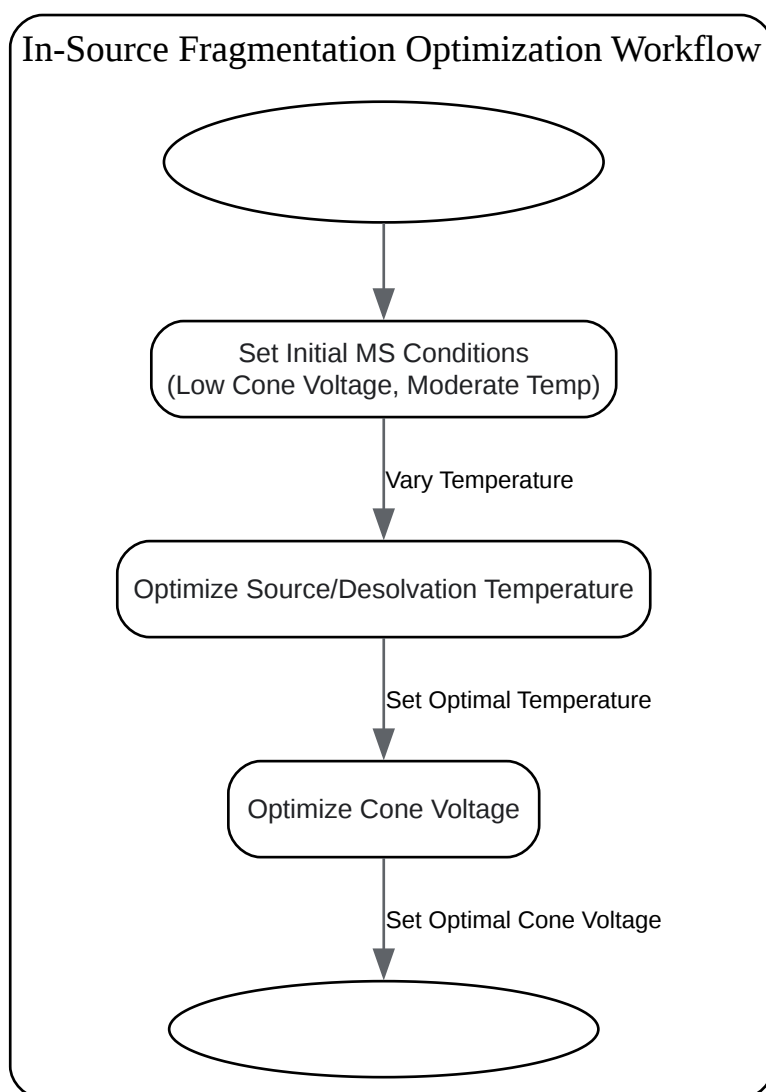 In-Source Fragmentation Optimization Workflow
Set Initial MS Conditions
(Low Cone Voltage, Moderate Temp)
Vary Temperature
Optimize Source/Desolvation Temperature
Set Optimal Temperature
Optimize Cone Voltage
Set Optimal Cone Voltage